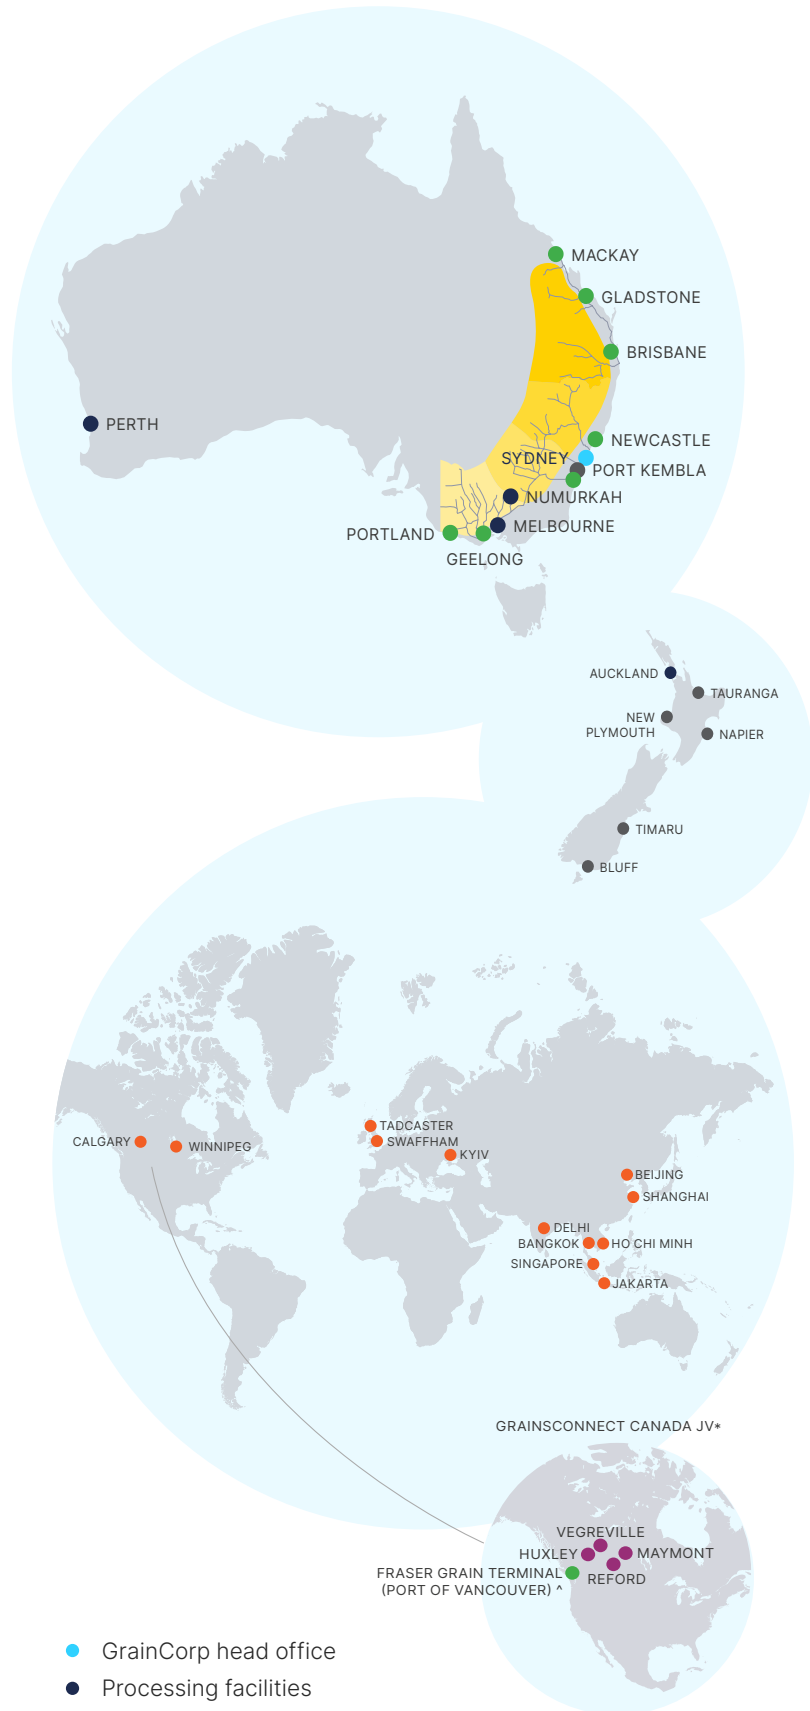 MACKAY
GLADSTONE
BRISBANE
PERTH
NEWCASTLE
SYDNEY
PORT KEMBLA
NUMURKAH
MELBOURNE
PORTLAND
GEELONG
AUCKLAND
TAURANGA
NEW
PLYMOUTH
NAPIER
TIMARU
BLUFF
TADCASTER
CALGARY
WINNIPEG
SWAFFHAM
KYIV
BEIJING
SHANGHAI
DELHI
BANGKOK
HO CHI MINH
SINGAPORE
JAKARTA
GRAINSCONNECT CANADA JV*
VEGREVILLE
HUXLEY
MAYMONT
FRASER GRAIN TERMINAL
(PORT OF VANCOUVER) ^
REFORD
GrainCorp head office
Processing facilities